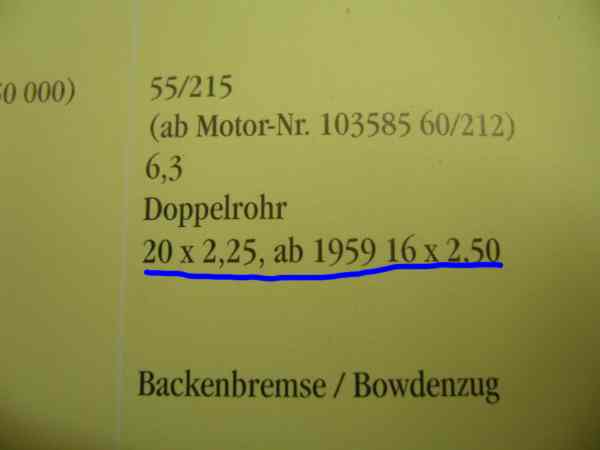 0 000)
55/215
(ab Motor-Nr. 103585 60/212)
6,3
Doppelrohr
20 x 2,25, ab 1959 16 x 2,50
Backenbremse / Bowdenzug